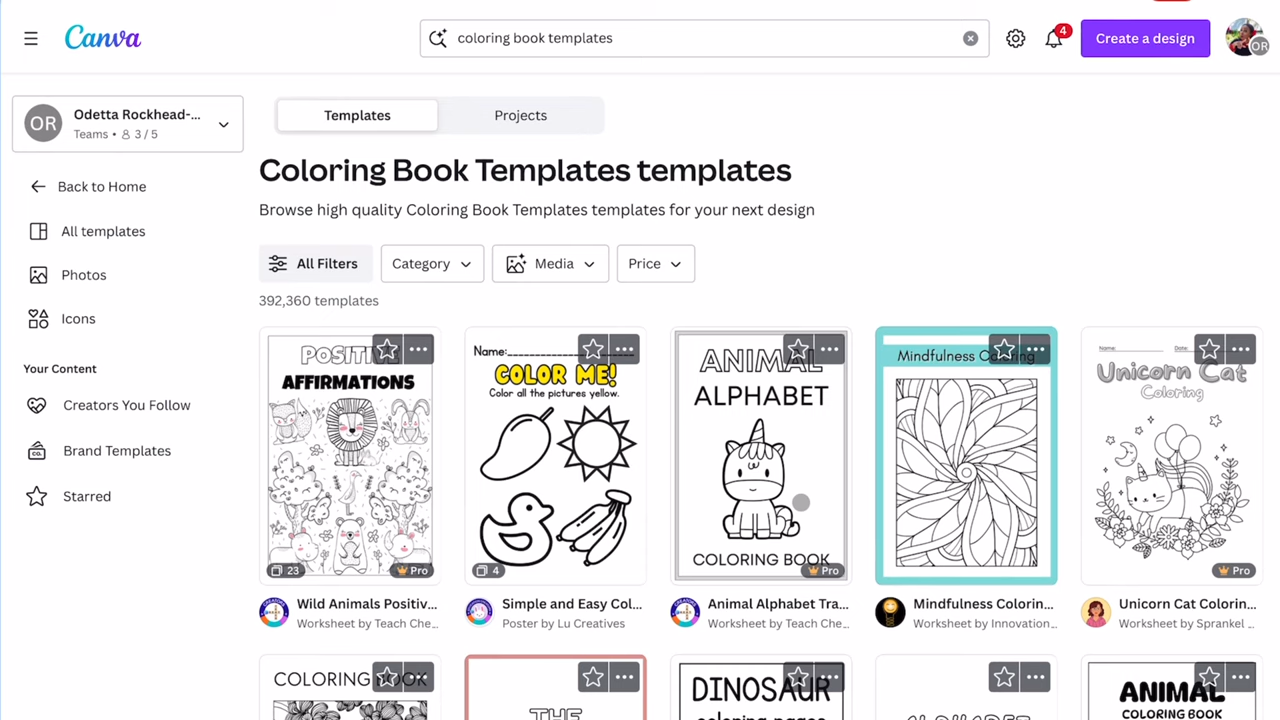 Canva
coloring book templates
4
Create a design
OR
OR
Odetta Rockhead-...
Teams • 3 / 5
Templates
Projects
Back to Home
All templates
Photos
Icons
Your Content
Creators You Follow
Brand Templates
Starred
Coloring Book Templates templates
Browse high quality Coloring Book Templates templates for your next design
All Filters
Category
Media
Price
392,360 templates
AFFIRMATIONS
23
Pro
Wild Animals Positiv...
Worksheet by Teach Che...
Name:
COLOR ME!
Color all the pictures yellow.
4
Simple and Easy Col...
Poster by Lu Creatives
ANIMAL
ALPHABET
COLORING BOOK
Pro
Animal Alphabet Tra...
Worksheet by Teach Che...
Mindfulness Coloring
Mindfulness Colorin...
Worksheet by Innovation...
Name:
Date:
Unicorn Cat
Coloring
Pro
Unicorn Cat Colorin...
Worksheet by Sprankel ...
COLORING BOOK
THE
DINOSAUR
coloring pages
ALPHABET
ANIMAL
COLORING BOOK